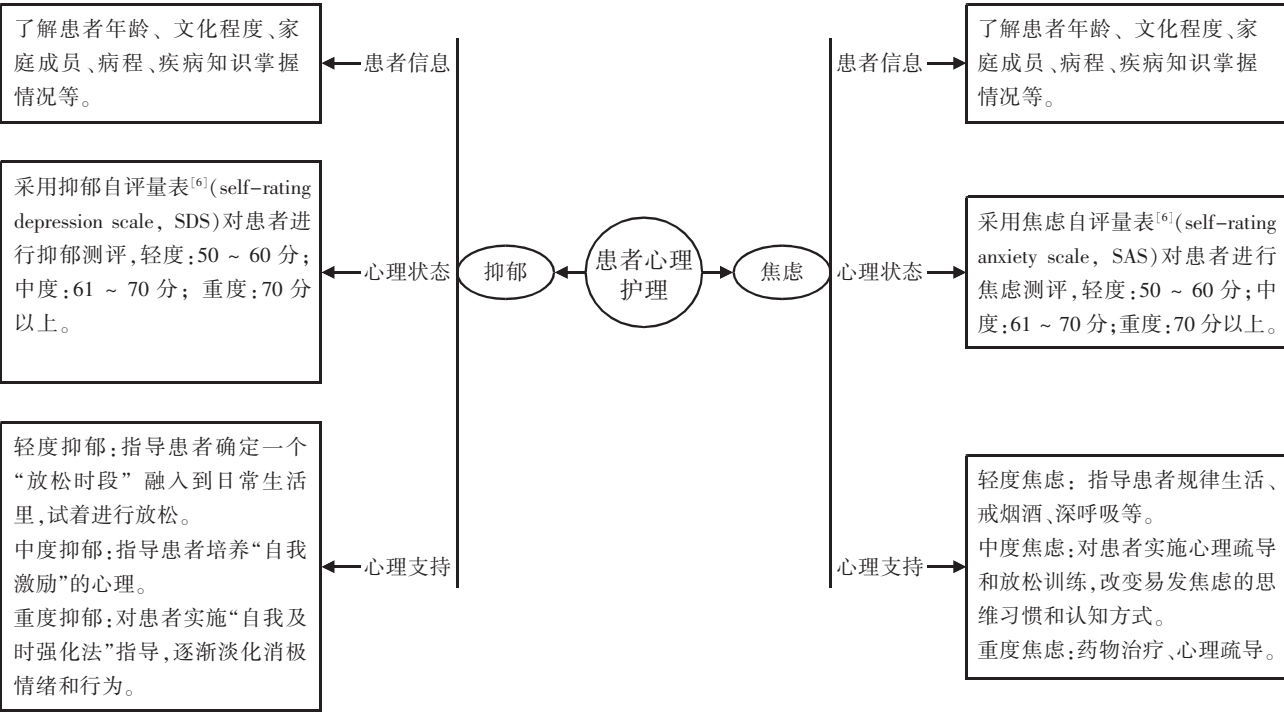 了解患者年龄、文化程度、家
庭成员、病程、疾病知识掌握
情况等。
患者信息
采用抑郁自评量表[6](self-rating
depression scale, SDS)对患者进
行抑郁测评,轻度:50 ~ 60 分;
中度:61 ~ 70 分; 重度:70 分
以上。
心理状态
轻度抑郁:指导患者确定一个
“放松时段” 融入到日常生活
里,试着进行放松。
中度抑郁:指导患者培养“自我
激励”的心理。
重度抑郁:对患者实施“自我及
时强化法”指导,逐渐淡化消极
情绪和行为。
心理支持
抑郁
患者心理
护理
焦虑
患者信息
了解患者年龄、 文化程度、家
庭成员、病程、疾病知识掌握
情况等。
心理状态
采用焦虑自评量表[6](self-rating
anxiety scale, SAS)对患者进行
焦虑测评,轻度:50 ~ 60 分;中
度:61 ~ 70 分;重度:70 分以上。
心理支持
轻度焦虑: 指导患者规律生活、
戒烟酒、深呼吸等。
中度焦虑:对患者实施心理疏导
和放松训练,改变易发焦虑的思
维习惯和认知方式。
重度焦虑:药物治疗、心理疏导。